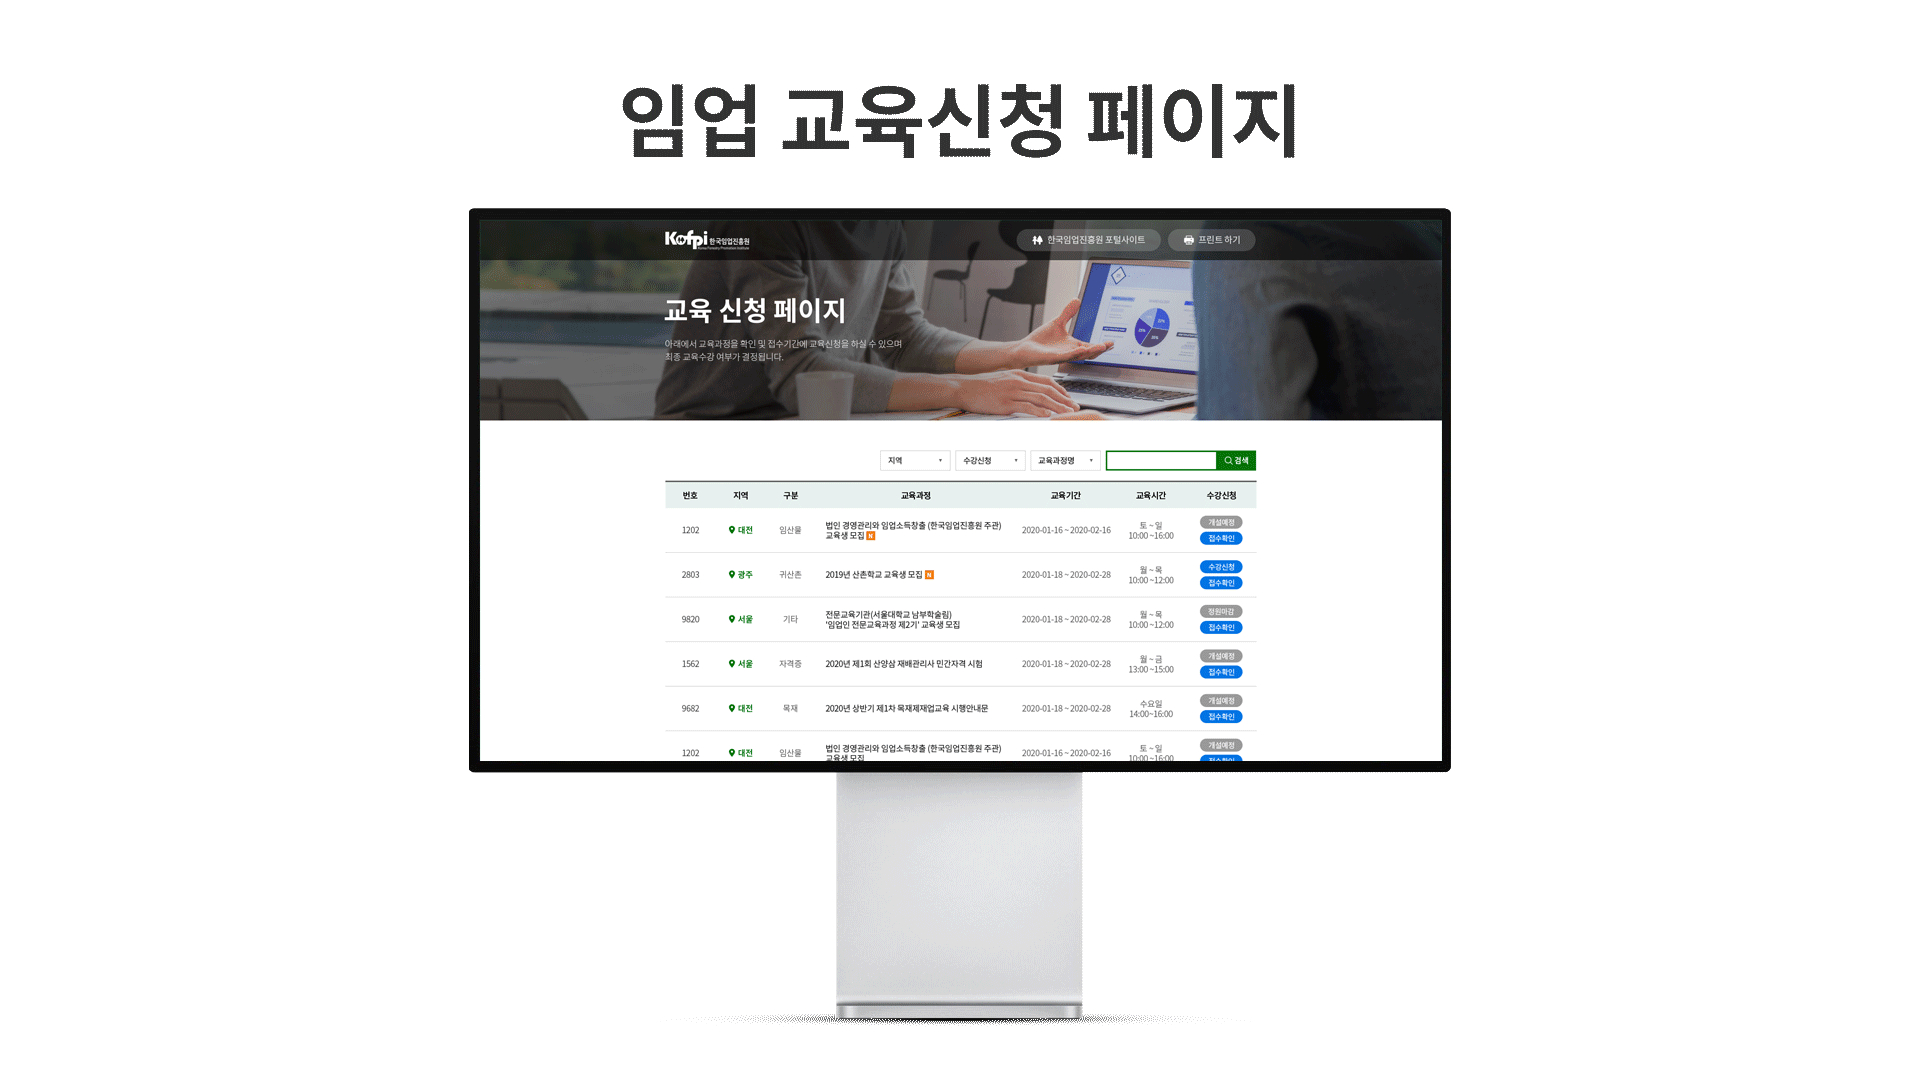 임업 교육신청 페이지
Kofpi 한국임업진흥원
한국임업진흥원 포털사이트
프린트 하기
교육 신청 페이지
아래에서 교육과정을 확인 및 접수기간에 교육신청을 하실 수 있으며
최종 교육수강 여부가 결정됩니다.
지역 수강신청 교육과정명 검색
번호 지역 구분 교육과정 교육기간 교육시간 수강신청
1202 대전 임산물 법인 경영관리와 임업소득창출 (한국임업진흥원 주관) 2020-01-16 ~ 2020-02-16 토 ~ 일 개설예정
교육생 모집 N 10:00 ~16:00 접수확인
2803 광주 귀산촌 2019년 산촌학교 교육생 모집 N 2020-01-18 ~ 2020-02-28 월 ~ 목 수강신청
10:00 ~12:00 접수확인
9820 서울 기타 전문교육기관(서울대학교 남부학술림) 2020-01-18 ~ 2020-02-28 월 ~ 목 정원마감
'임업인 전문교육과정 제2기' 교육생 모집 10:00 ~12:00 접수확인
1562 서울 자격증 2020년 제1회 산양삼 재배관리사 민간자격 시험 2020-01-18 ~ 2020-02-28 월 ~ 금 개설예정
13:00 ~15:00 접수확인
9682 대전 목재 2020년 상반기 제1차 목재제재업교육 시행안내문 2020-01-18 ~ 2020-02-28 수요일 개설예정
14:00~16:00 접수확인
1202 대전 임산물 법인 경영관리와 임업소득창출 (한국임업진흥원 주관) 2020-01-16 ~ 2020-02-16 토 ~ 일 개설예정
교육생 모집 10:00 ~16:00 접수확인